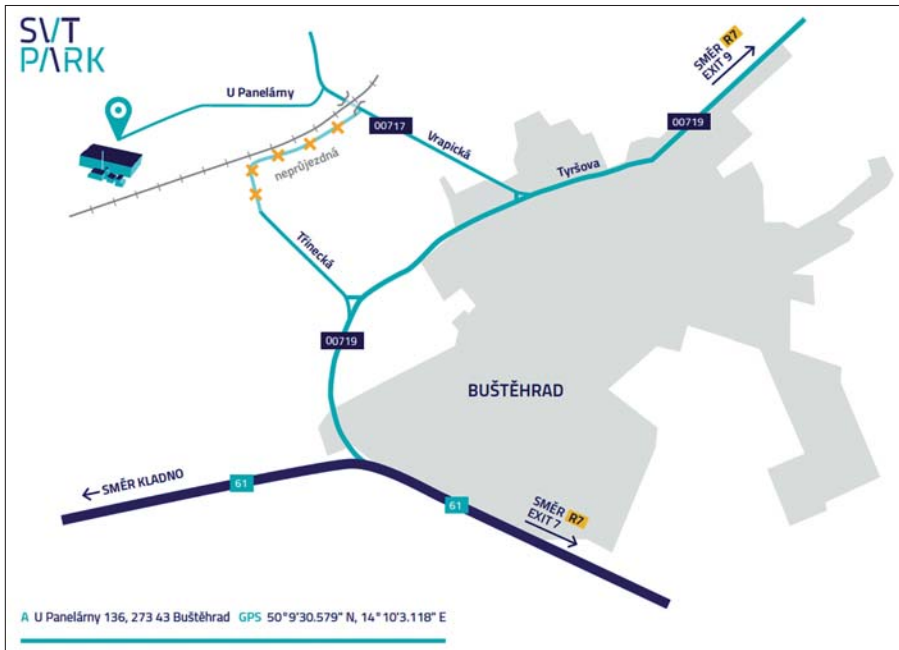 SVT
PARK
U Panelárny
00717
Vrapická
neprůjezdná
Třinecká
Tyršova
00719
SMĚR R7
EXIT 9
00719
BUŠTĚHRAD
← SMĚR KLADNO
61
61
SMĚR R7
EXIT 7
A U Panelárny 136, 273 43 Buštěhrad GPS 50°9'30.579" N, 14°10'3.118" E